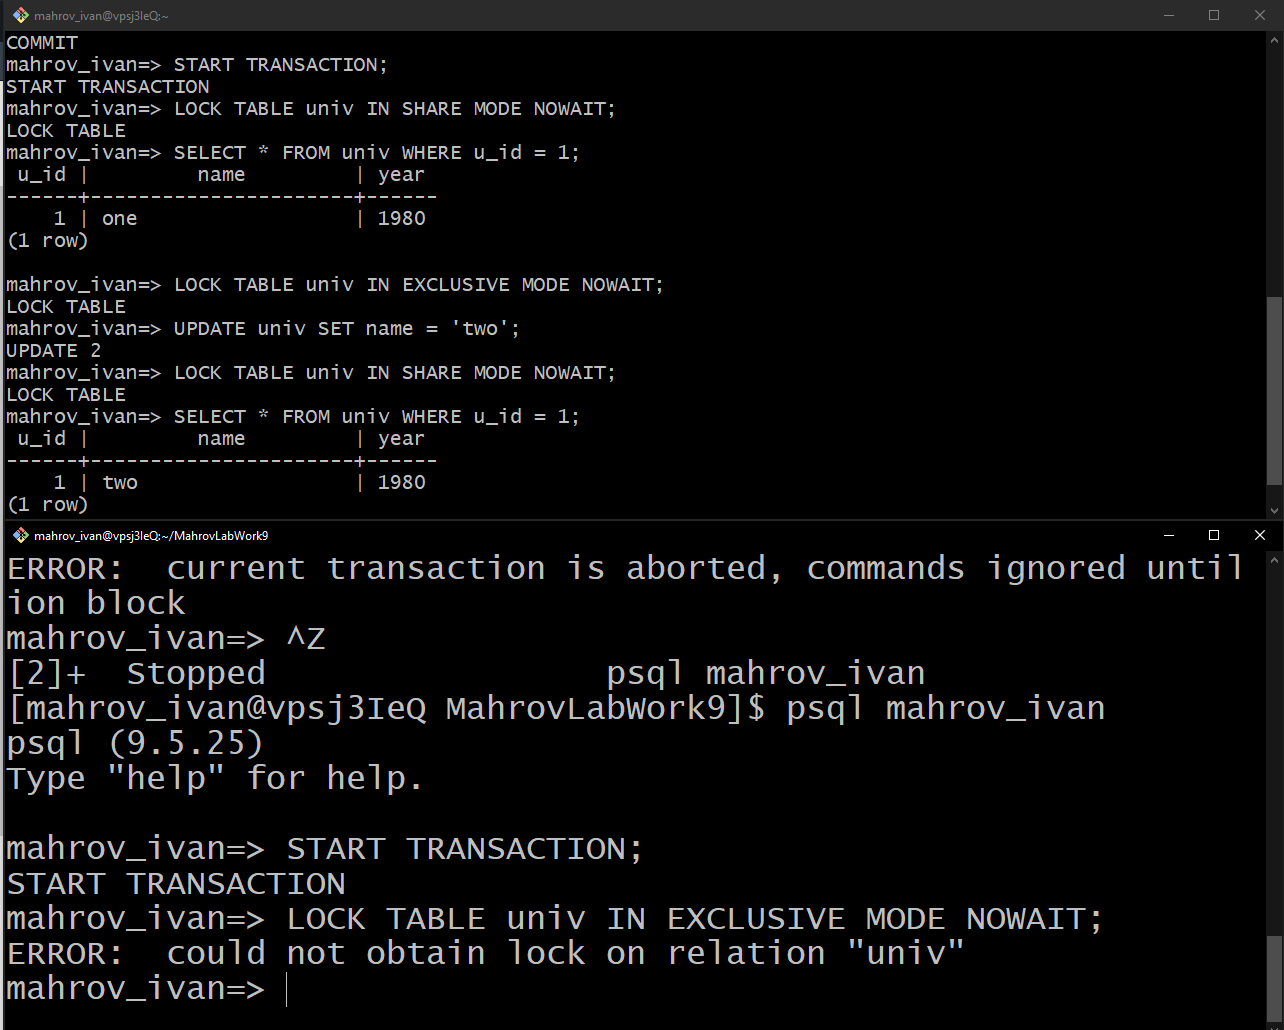 mahrov_ivan@vpsj3IeQ:~
COMMIT
mahrov_ivan=> START TRANSACTION;
START TRANSACTION
mahrov_ivan=> LOCK TABLE univ IN SHARE MODE NOWAIT;
LOCK TABLE
mahrov_ivan=> SELECT * FROM univ WHERE u_id = 1;
 u_id |         name         | year
------+----------------------+------
    1 | one                  | 1980
(1 row)
mahrov_ivan=> LOCK TABLE univ IN EXCLUSIVE MODE NOWAIT;
LOCK TABLE
mahrov_ivan=> UPDATE univ SET name = 'two';
UPDATE 2
mahrov_ivan=> LOCK TABLE univ IN SHARE MODE NOWAIT;
LOCK TABLE
mahrov_ivan=> SELECT * FROM univ WHERE u_id = 1;
 u_id |         name         | year
------+----------------------+------
    1 | two                  | 1980
(1 row)
mahrov_ivan@vpsj3IeQ:~/MahrovLabWork9
ERROR:  current transaction is aborted, commands ignored until
ion block
mahrov_ivan=> ^Z
[2]+  Stopped                 psql mahrov_ivan
[mahrov_ivan@vpsj3IeQ MahrovLabWork9]$ psql mahrov_ivan
psql (9.5.25)
Type "help" for help.
mahrov_ivan=> START TRANSACTION;
START TRANSACTION
mahrov_ivan=> LOCK TABLE univ IN EXCLUSIVE MODE NOWAIT;
ERROR:  could not obtain lock on relation "univ"
mahrov_ivan=>